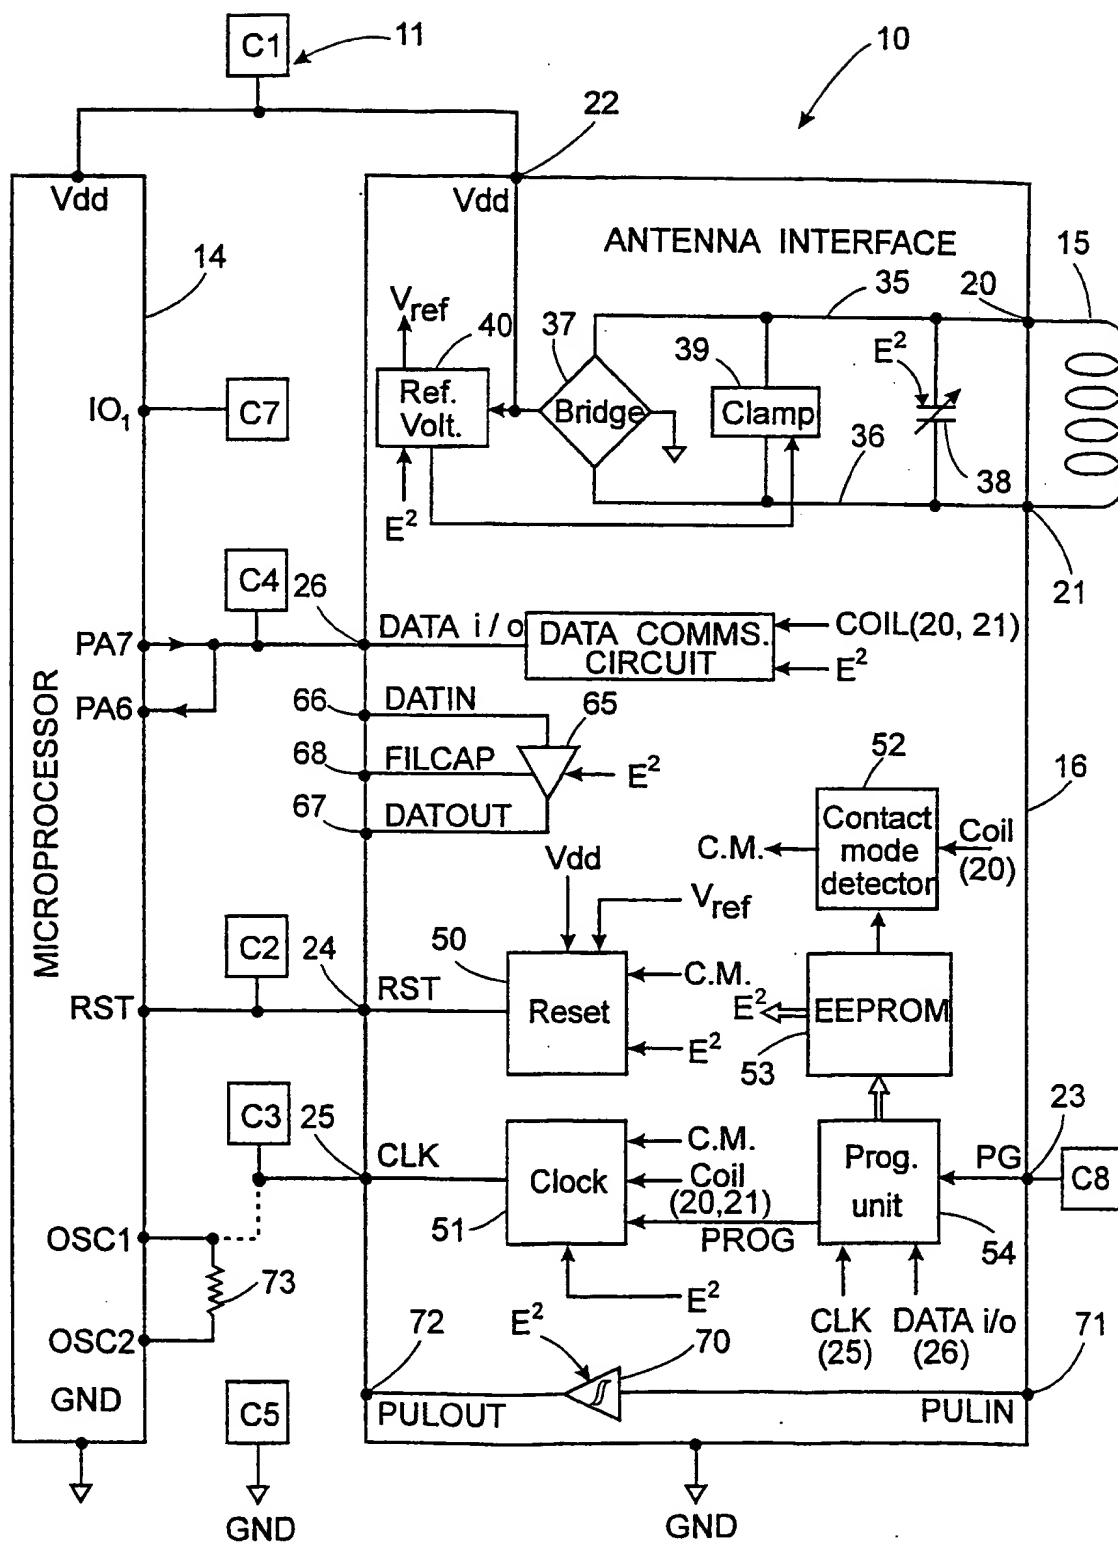 C1
11
10
22
Vdd
Vdd
14
ANTENNA INTERFACE
15
20
35
Vref
40
37
39
E²
Ref.
Volt.
Bridge
Clamp
IO₁
C7
36
38
E²
21
C4
26
PA7
DATA i/o
DATA COMMS.
CIRCUIT
COIL(20, 21)
E²
PA6
66
DATIN
65
68
FILCAP
E²
52
16
67
DATOUT
Contact
mode
detector
Coil
(20)
C.M.
Vdd
Vref
MICROPROCESSOR
C2
24
50
RST
RST
Reset
C.M.
E²
E²
EEPROM
53
C3
25
23
CLK
Clock
C.M.
Coil
(20,21)
PROG
51
Prog.
unit
PG
C8
54
OSC1
73
E²
OSC2
72
E²
70
CLK
(25)
DATA i/o
(26)
71
GND
C5
PULOUT
PULIN
GND
GND